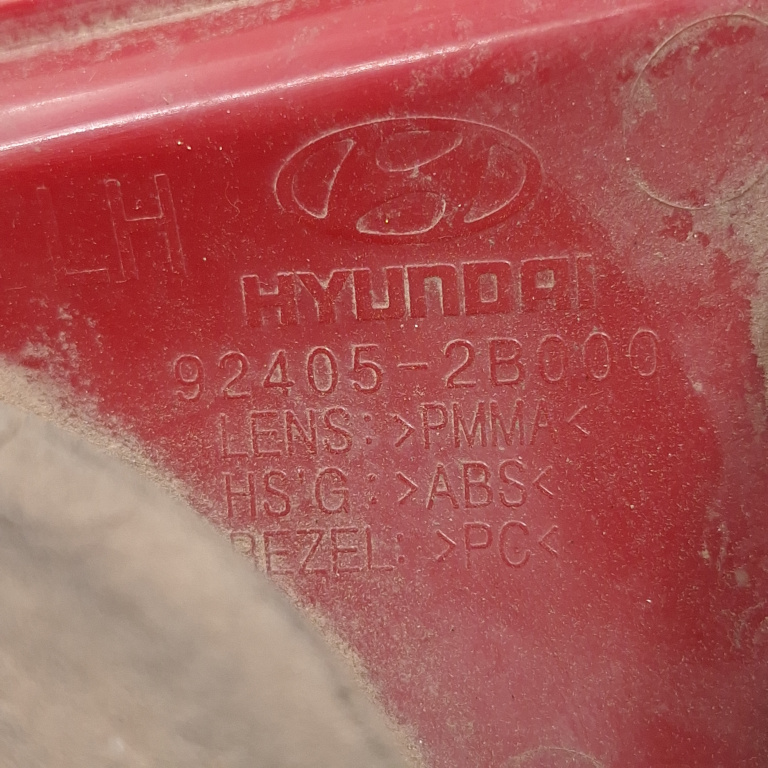 LH
HYUNDAI
92405-2B000
LENS: >PMMA<
HS'G: >ABS<
BEZEL: >PC<